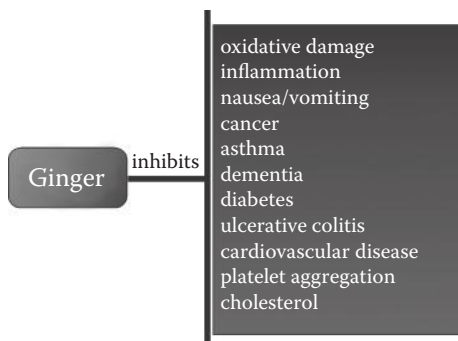 Ginger
inhibits
oxidative damage
inflammation
nausea/vomiting
cancer
asthma
dementia
diabetes
ulcerative colitis
cardiovascular disease
platelet aggregation
cholesterol